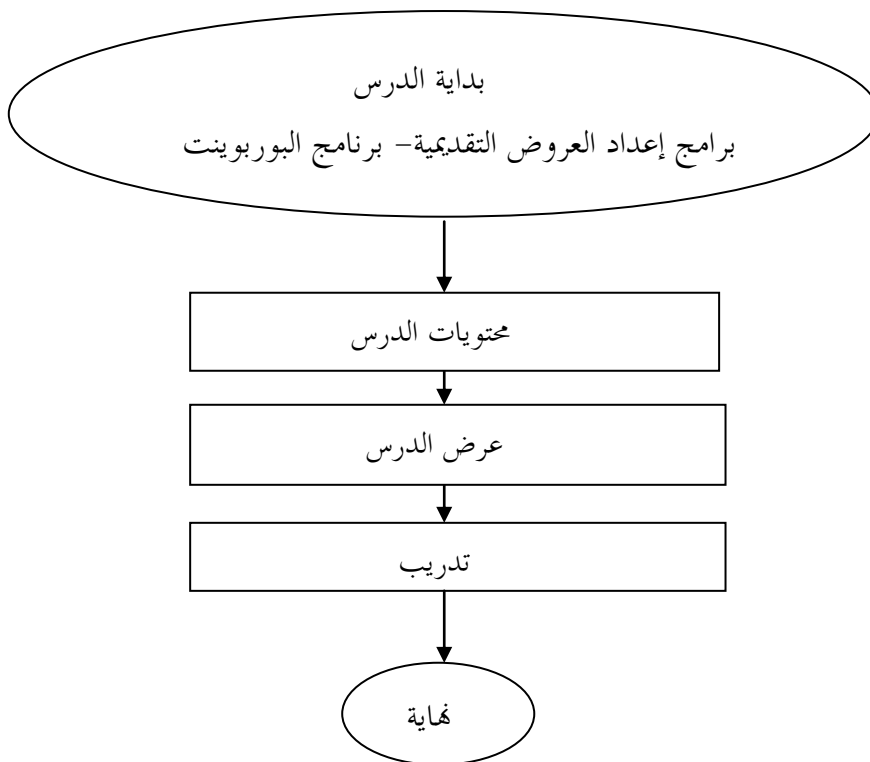 بداية الدرس
برامج إعداد العروض التقديمية– برنامج البوربوينت
محتويات الدرس
عرض الدرس
تدريب
نهاية